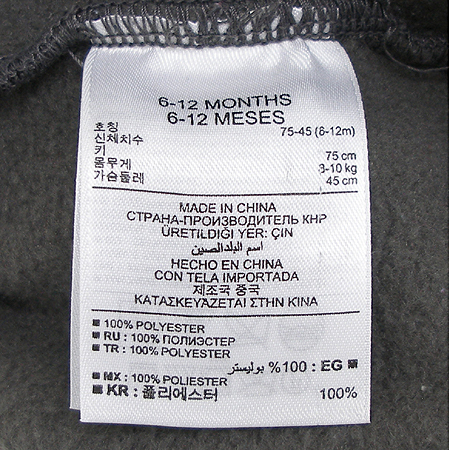 6-12 MONTHS
6-12 MESES
호칭 75-45 (6-12m)
신체치수
키 75 cm
몸무게 8-10 kg
가슴둘레 45 cm
MADE IN CHINA
СТРАНА-ПРОИЗВОДИТЕЛЬ КНР
ÜRETILDIĞI YER: ÇIN
اسم البلد الصين
HECHO EN CHINA
CON TELA IMPORTADA
제조국 중국
ΚΑΤΑΣΚΕΥΑΖΕΤΑΙ ΣΤΗΝ ΚΙΝΑ
■ 100% POLYESTER
■ RU : 100% ПОЛИЭСТЕР
■ TR : 100% POLYESTER
■ EG : 100% بوليستر
■ MX : 100% POLIESTER
■ KR : 폴리에스터 100%